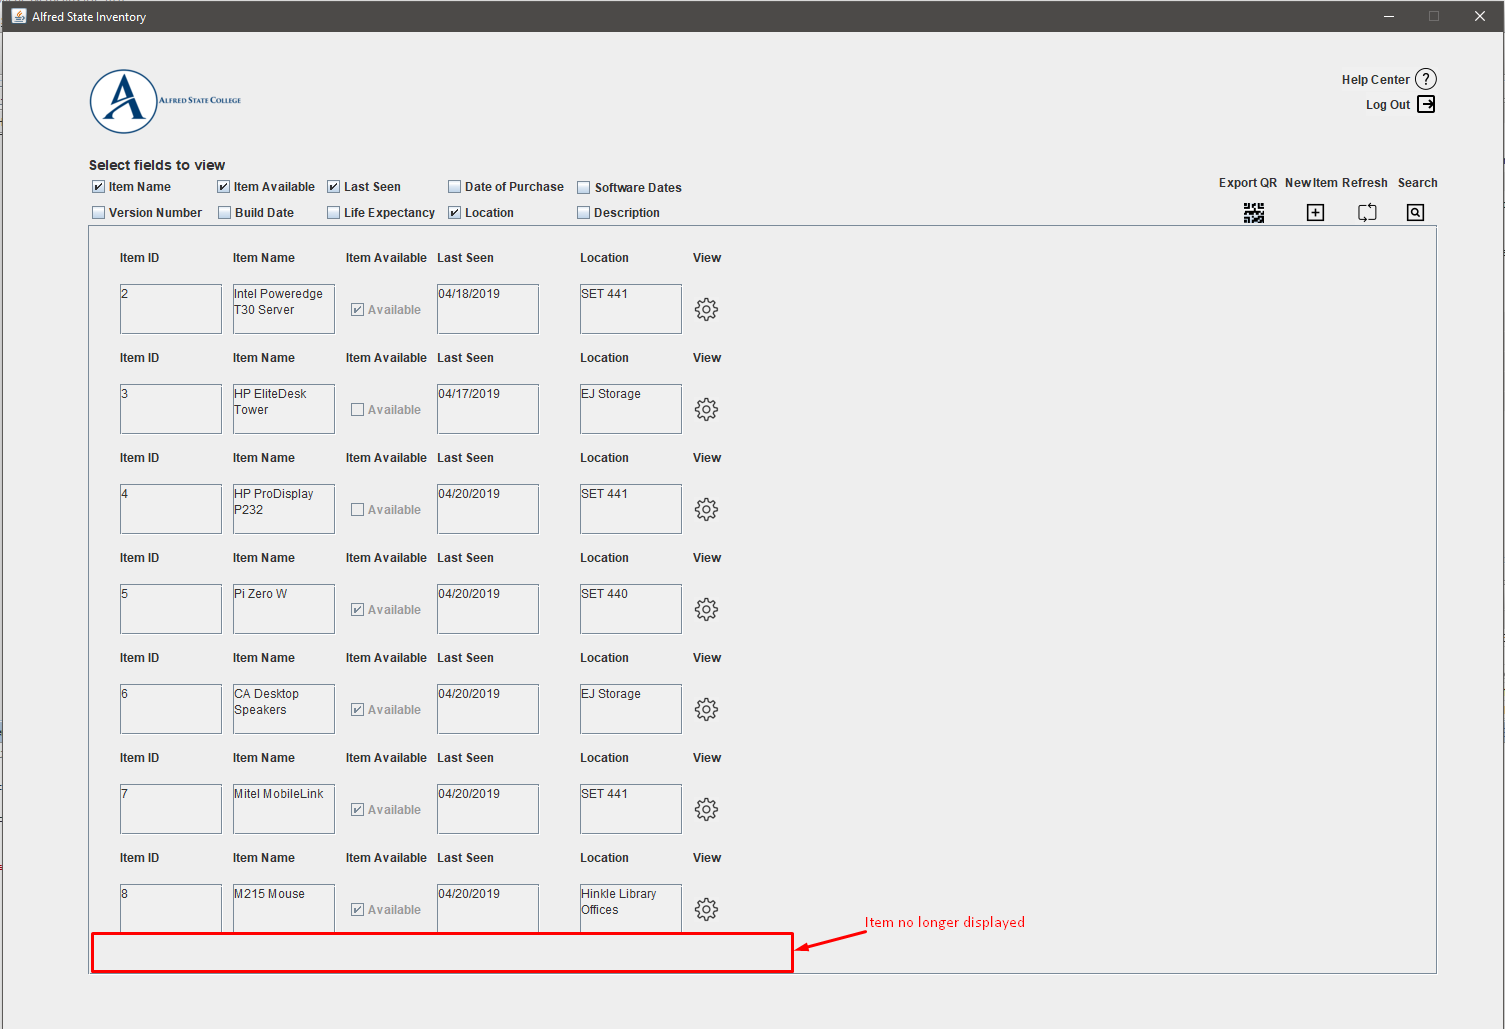 Alfred State Inventory
ALFRED STATE COLLEGE
Help Center ?
Log Out
Select fields to view
Item Name Item Available Last Seen Date of Purchase Software Dates
Version Number Build Date Life Expectancy Location Description
Export QR New Item Refresh Search
Item ID Item Name Item Available Last Seen Location View
2 Intel Poweredge Available 04/18/2019 SET 441
T30 Server
Item ID Item Name Item Available Last Seen Location View
3 HP EliteDesk Available 04/17/2019 EJ Storage
Tower
Item ID Item Name Item Available Last Seen Location View
4 HP ProDisplay Available 04/20/2019 SET 441
P232
Item ID Item Name Item Available Last Seen Location View
5 Pi Zero W Available 04/20/2019 SET 440
Item ID Item Name Item Available Last Seen Location View
6 CA Desktop Available 04/20/2019 EJ Storage
Speakers
Item ID Item Name Item Available Last Seen Location View
7 Mitel MobileLink Available 04/20/2019 SET 441
Item ID Item Name Item Available Last Seen Location View
8 M215 Mouse Available 04/20/2019 Hinkle Library
Offices
Item no longer displayed